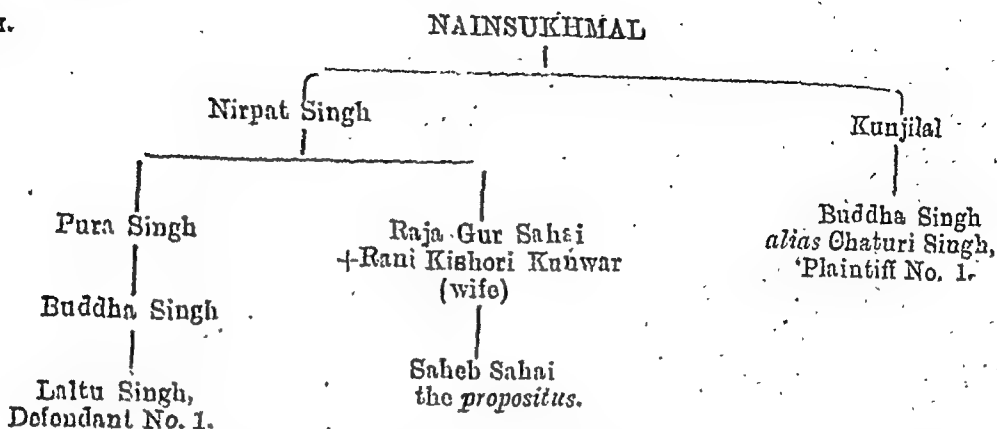 NAINSUKHMAL
Nirpat Singh
Kunjilal
Pura Singh
Raja Gur Sahai
+Rani Kishori Kunwar
(wife)
Buddha Singh
alias Chaturi Singh,
Plaintiff No. 1.
Buddha Singh
Saheb Sahai
the propositus.
Laltu Singh,
Defendant No. 1.